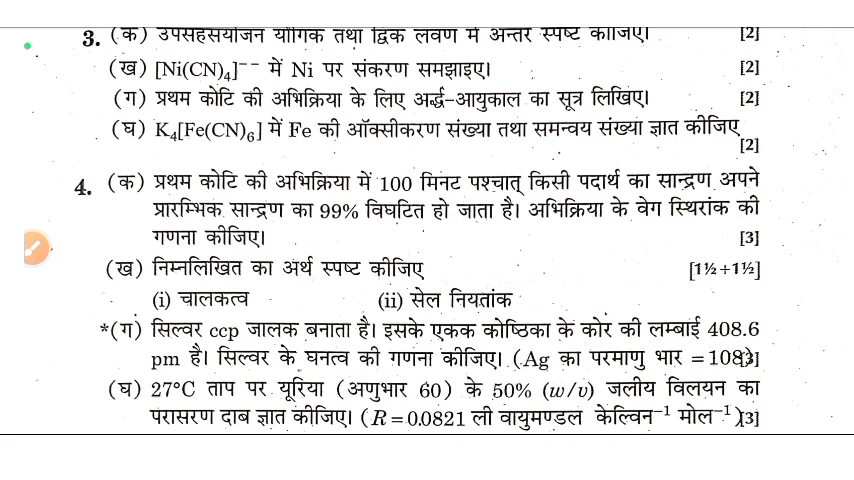 3. (क) उपसहसंयोजन यौगिक तथा द्विक लवण में अन्तर स्पष्ट कीजिए। [2]
(ख) [Ni(CN)₄]⁻⁻ में Ni पर संकरण समझाइए। [2]
(ग) प्रथम कोटि की अभिक्रिया के लिए अर्द्ध-आयुकाल का सूत्र लिखिए। [2]
(घ) K₄[Fe(CN)₆] में Fe की ऑक्सीकरण संख्या तथा समन्वय संख्या ज्ञात कीजिए
[2]
4. (क) प्रथम कोटि की अभिक्रिया में 100 मिनट पश्चात् किसी पदार्थ का सान्द्रण अपने
प्रारम्भिक सान्द्रण का 99% विघटित हो जाता है। अभिक्रिया के वेग स्थिरांक की
गणना कीजिए। [3]
(ख) निम्नलिखित का अर्थ स्पष्ट कीजिए [1½+1½]
(i) चालकत्व (ii) सेल नियतांक
*(ग) सिल्वर ccp जालक बनाता है। इसके एकक कोष्ठिका के कोर की लम्बाई 408.6
pm है। सिल्वर के घनत्व की गणना कीजिए। (Ag का परमाणु भार = 108) [3]
(घ) 27°C ताप पर यूरिया (अणुभार 60) के 50% (w/v) जलीय विलयन का
परासरण दाब ज्ञात कीजिए। (R=0.0821 ली वायुमण्डल केल्विन⁻¹ मोल⁻¹) [3]